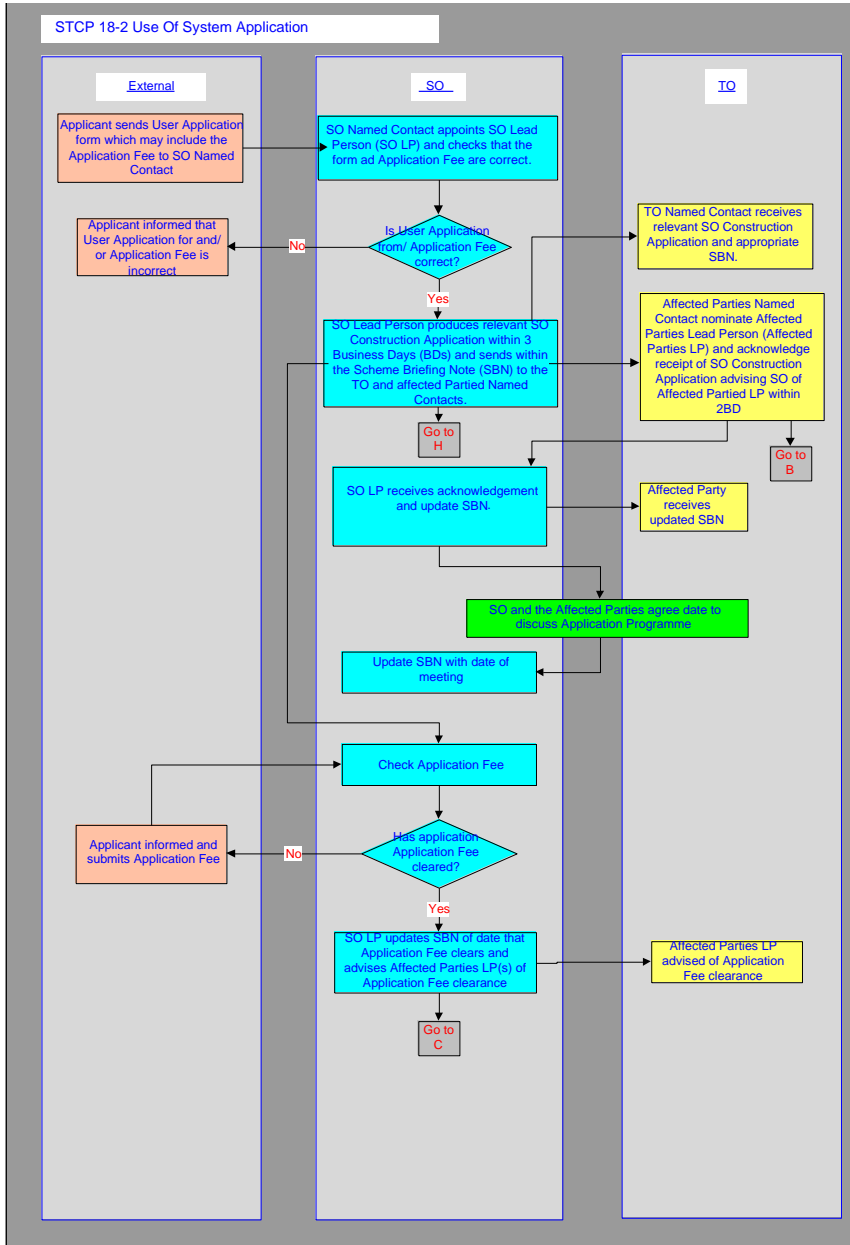 STCP 18-2 Use Of System Application
External
SO
TO
Applicant sends User Application
form which may include the
Application Fee to SO Named
Contact
SO Named Contact appoints SO Lead
Person (SO LP) and checks that the
form ad Application Fee are correct.
Applicant informed that
User Application for and/
or Application Fee is
incorrect
No
Is User Application
from/ Application Fee
correct?
TO Named Contact receives
relevant SO Construction
Application and appropriate
SBN.
Yes
SO Lead Person produces relevant SO
Construction Application within 3
Business Days (BDs) and sends within
the Scheme Briefing Note (SBN) to the
TO and affected Partied Named
Contacts.
Affected Parties Named
Contact nominate Affected
Parties Lead Person (Affected
Parties LP) and acknowledge
receipt of SO Construction
Application advising SO of
Affected Partied LP within
2BD
Go to
H
Go to
B
SO LP receives acknowledgement
and update SBN.
Affected Party
receives
updated SBN
SO and the Affected Parties agree date to
discuss Application Programme
Update SBN with date of
meeting
Check Application Fee
Applicant informed and
submits Application Fee
No
Has application
Application Fee
cleared?
Yes
SO LP updates SBN of date that
Application Fee clears and
advises Affected Parties LP(s) of
Application Fee clearance
Affected Parties LP
advised of Application
Fee clearance
Go to
C